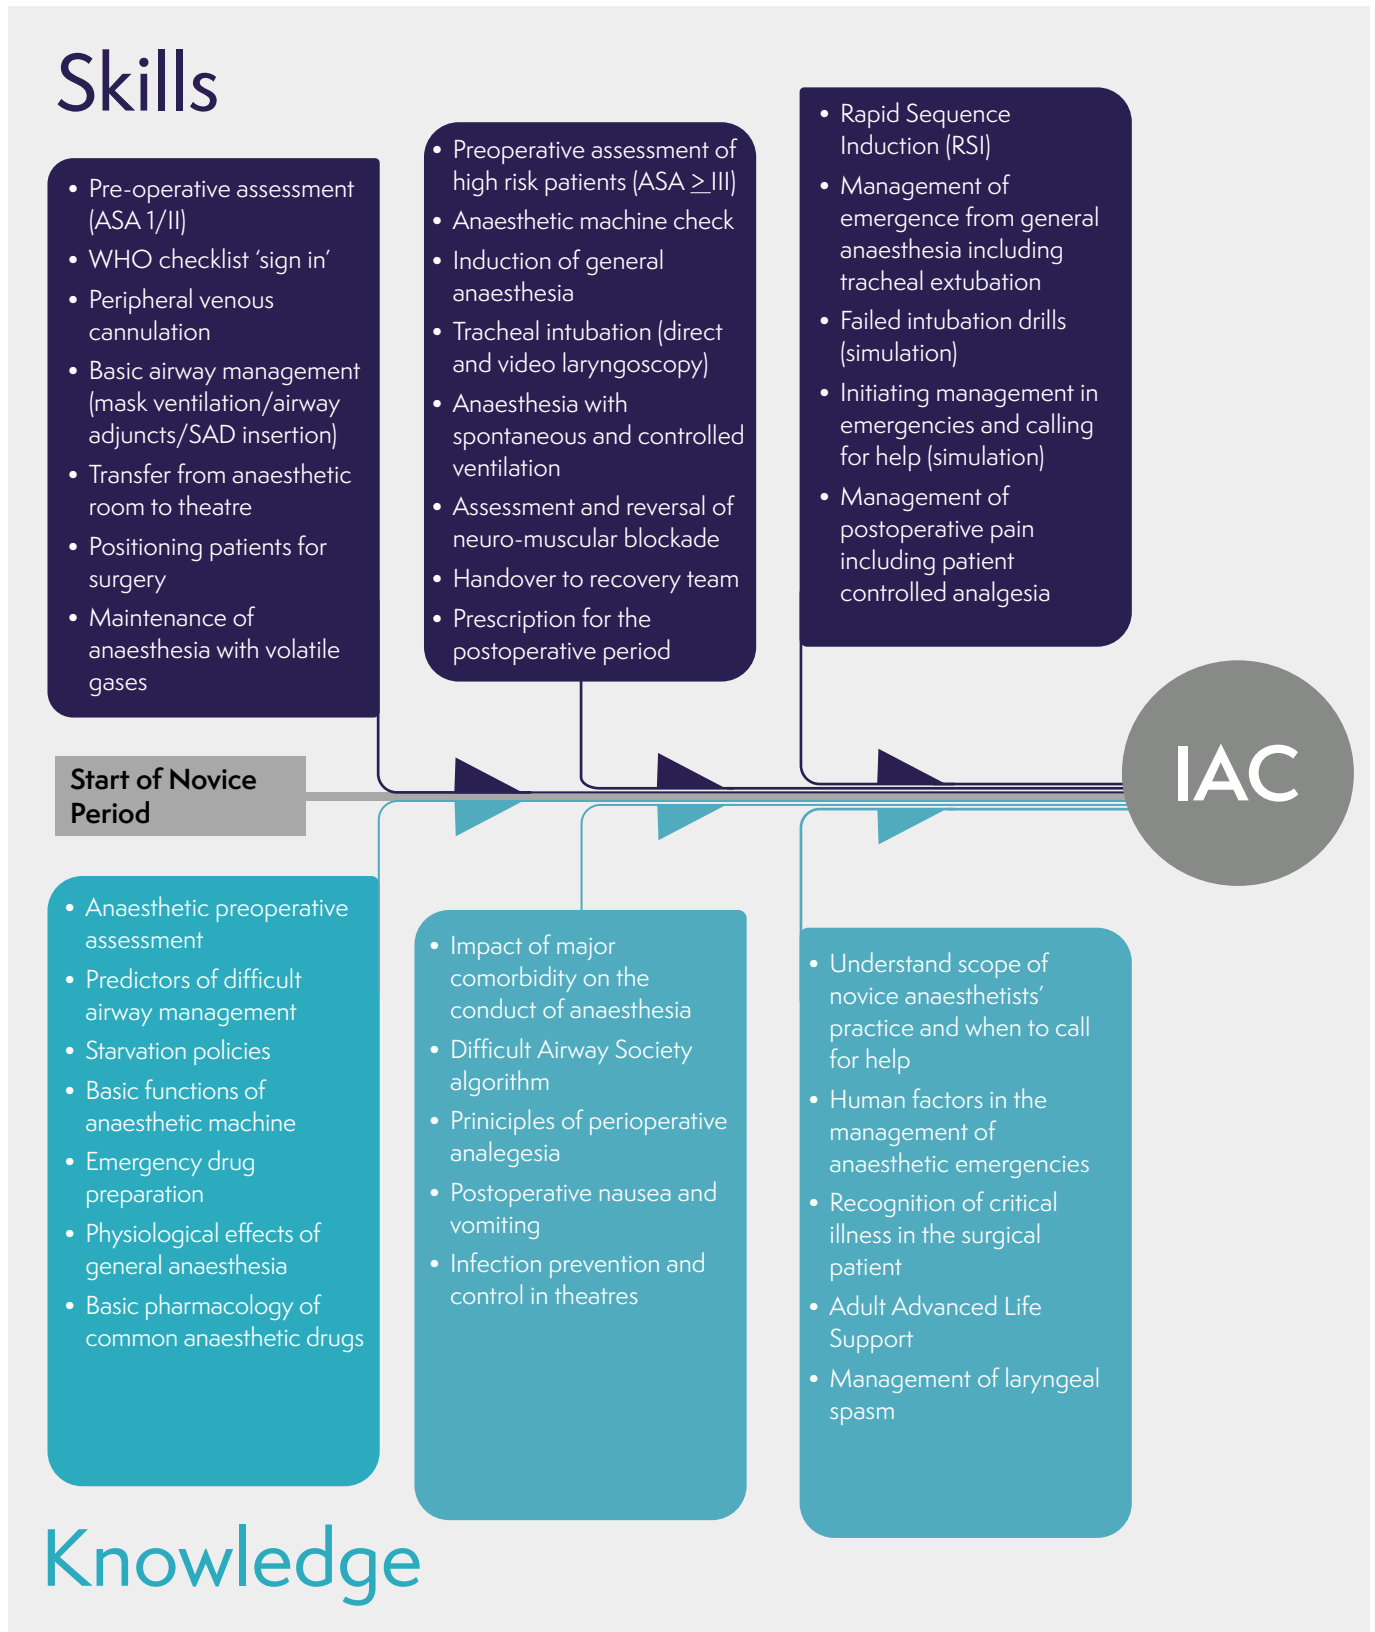 Skills
• Pre-operative assessment
(ASA 1/II)
• WHO checklist ‘sign in’
• Peripheral venous
cannulation
• Basic airway management
(mask ventilation/airway
adjuncts/SAD insertion)
• Transfer from anaesthetic
room to theatre
• Positioning patients for
surgery
• Maintenance of
anaesthesia with volatile
gases
• Preoperative assessment of
high risk patients (ASA ≥III)
• Anaesthetic machine check
• Induction of general
anaesthesia
• Tracheal intubation (direct
and video laryngoscopy)
• Anaesthesia with
spontaneous and controlled
ventilation
• Assessment and reversal of
neuro-muscular blockade
• Handover to recovery team
• Prescription for the
postoperative period
• Rapid Sequence
Induction (RSI)
• Management of
emergence from general
anaesthesia including
tracheal extubation
• Failed intubation drills
(simulation)
• Initiating management in
emergencies and calling
for help (simulation)
• Management of
postoperative pain
including patient
controlled analgesia
Start of Novice
Period
IAC
• Anaesthetic preoperative
assessment
• Predictors of difficult
airway management
• Starvation policies
• Basic functions of
anaesthetic machine
• Emergency drug
preparation
• Physiological effects of
general anaesthesia
• Basic pharmacology of
common anaesthetic drugs
• Impact of major
comorbidity on the
conduct of anaesthesia
• Difficult Airway Society
algorithm
• Priniciples of perioperative
analegesia
• Postoperative nausea and
vomiting
• Infection prevention and
control in theatres
• Understand scope of
novice anaesthetists’
practice and when to call
for help
• Human factors in the
management of
anaesthetic emergencies
• Recognition of critical
illness in the surgical
patient
• Adult Advanced Life
Support
• Management of laryngeal
spasm
Knowledge